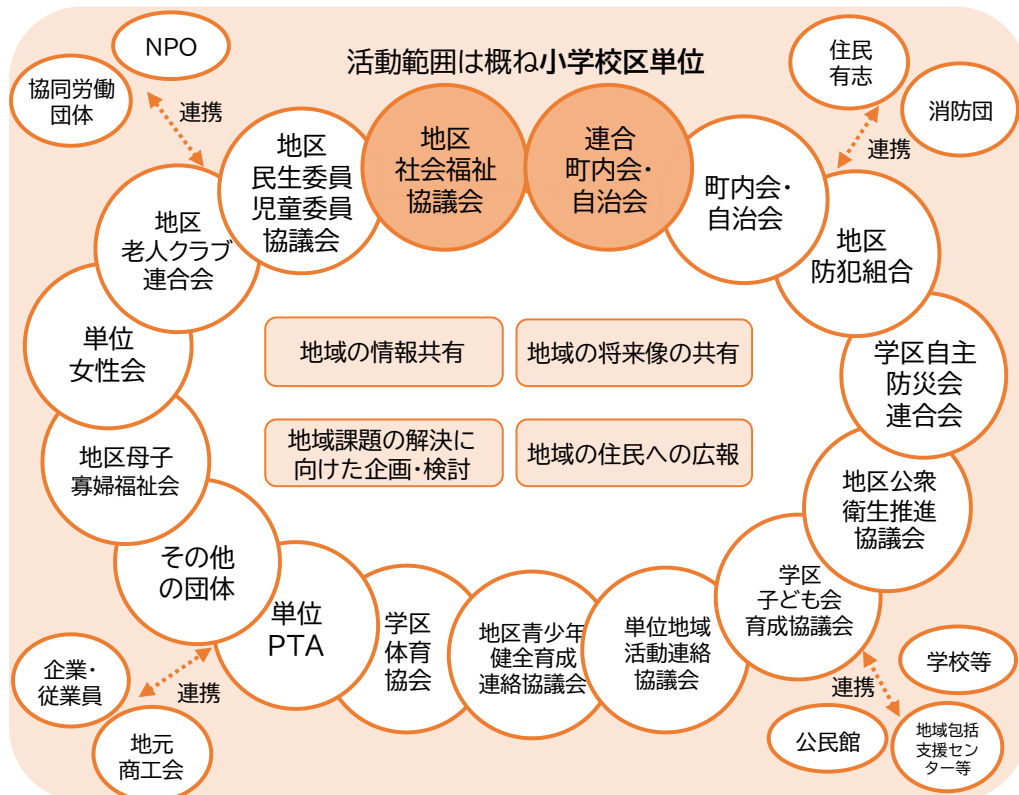 NPO
協同労働
団体
連携
活動範囲は概ね小学校区単位
住民
有志
消防団
連携
地区
社会福祉
協議会
連合
町内会・
自治会
町内会・
自治会
地区
防犯組合
学区自主
防災会
連合会
地区公衆
衛生推進
協議会
学区
子ども会
育成協議会
単位地域
活動連絡
協議会
地区青少年
健全育成
連絡協議会
学区
体育
協会
単位
PTA
その他
の団体
地区母子
寡婦福祉会
単位
女性会
地区
老人クラブ
連合会
地区
民生委員
児童委員
協議会
地域の情報共有
地域の将来像の共有
地域課題の解決に
向けた企画・検討
地域の住民への広報
企業・
従業員
連携
地元
商工会
連携
学校等
公民館
地域包括
支援セン
ター等